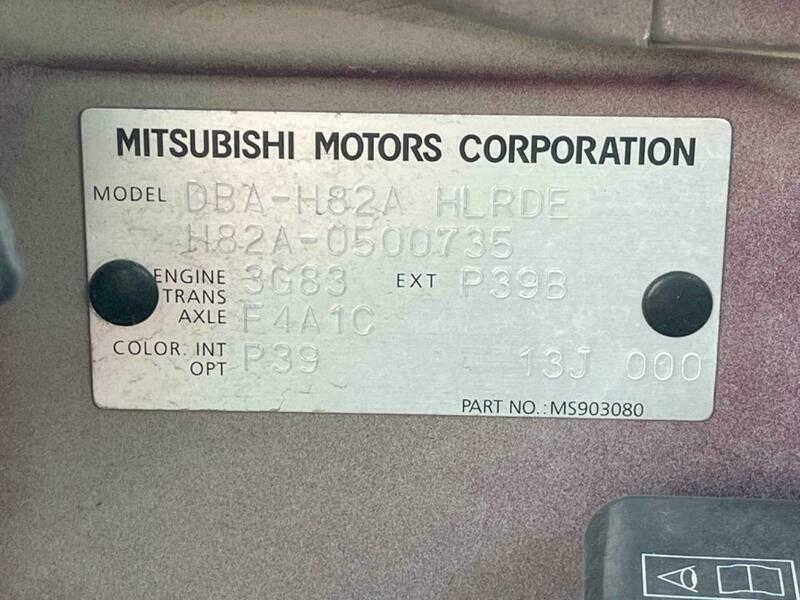 MITSUBISHI MOTORS CORPORATION
MODEL DBA-H82A HLRDE
H82A-0500735
ENGINE 3G83 EXT P39B
TRANS AXLE F4A1C
COLOR. INT OPT P39 13J 000
PART NO.:MS903080